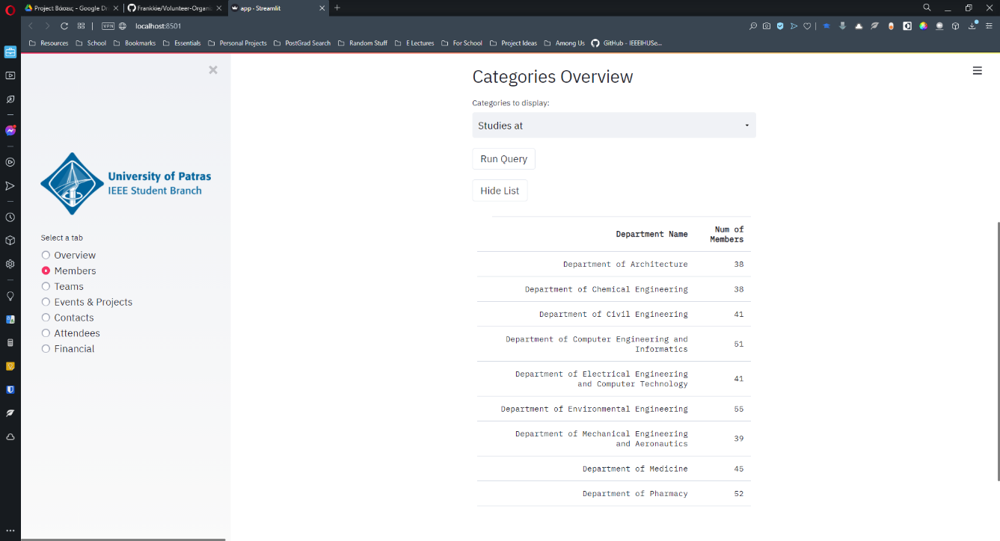 Project Βάσεις - Google Dr
Frankkie/Volunteer-Organi
app · Streamlit
VPN
localhost:8501
Resources
School
Bookmarks
Essentials
Personal Projects
PostGrad Search
Random Stuff
E Lectures
For School
Project Ideas
Among Us
GitHub - IEEEIHUSe...
University of Patras
IEEE Student Branch
Select a tab
Overview
Members
Teams
Events & Projects
Contacts
Attendees
Financial
Categories Overview
Categories to display:
Studies at
Run Query
Hide List
Department Name Num of
Members
Department of Architecture 38
Department of Chemical Engineering 38
Department of Civil Engineering 41
Department of Computer Engineering and
Informatics 51
Department of Electrical Engineering
and Computer Technology 41
Department of Environmental Engineering 55
Department of Mechanical Engineering
and Aeronautics 39
Department of Medicine 45
Department of Pharmacy 52